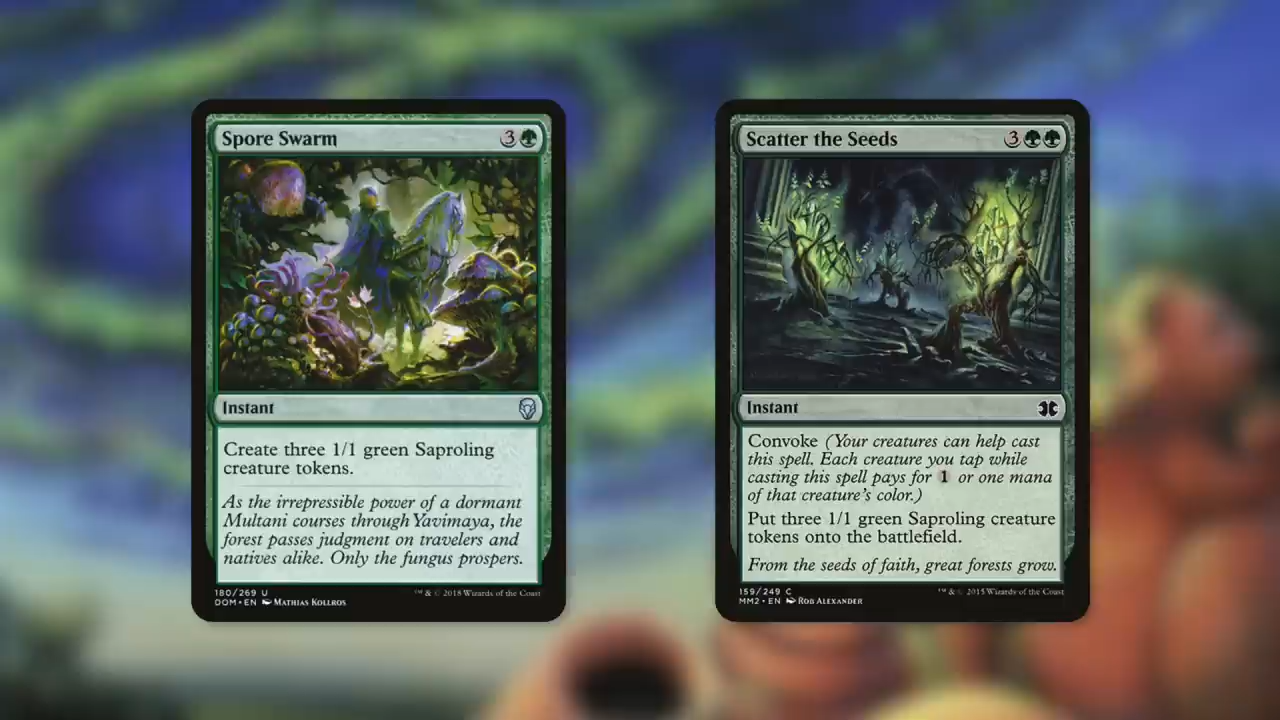 Spore Swarm 3
Instant
Create three 1/1 green Saproling
creature tokens.
As the irrepressible power of a dormant
Multani courses through Yavimaya, the
forest passes judgment on travelers and
natives alike. Only the fungus prospers.
180/269 U
DOM • EN Mathias Kollros
™ & © 2018 Wizards of the Coast
Scatter the Seeds 3
Instant
Convoke (Your creatures can help cast
this spell. Each creature you tap while
casting this spell pays for 1 or one mana
of that creature's color.)
Put three 1/1 green Saproling creature
tokens onto the battlefield.
From the seeds of faith, great forests grow.
159/249 C
MM2 • EN Rob Alexander
™ & © 2015 Wizards of the Coast